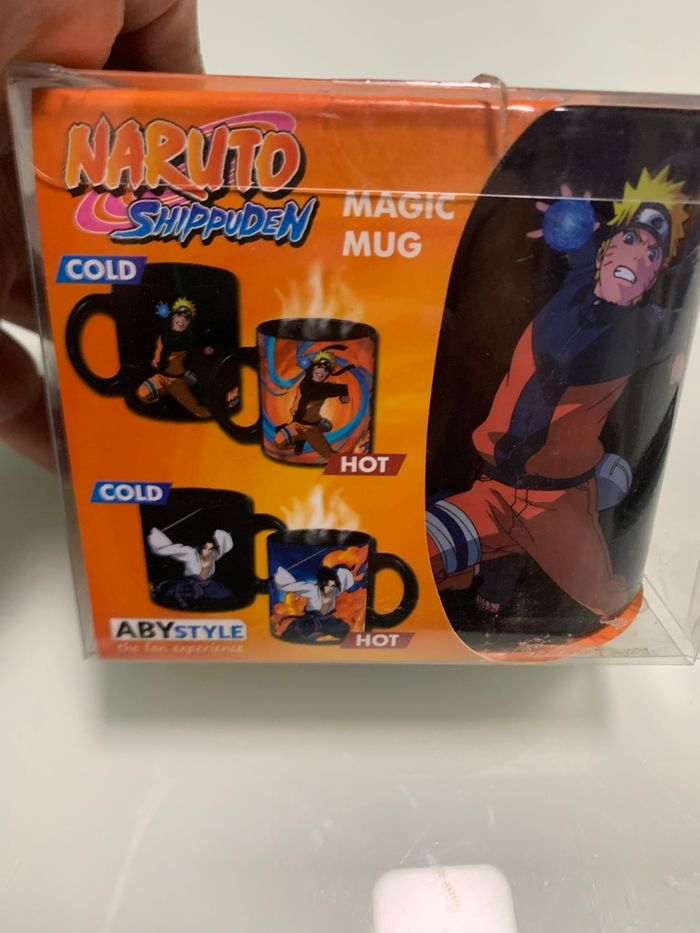 NARUTO
SHIPPUDEN
MAGIC
MUG
COLD
HOT
COLD
HOT
ABYSTYLE
the fan experience